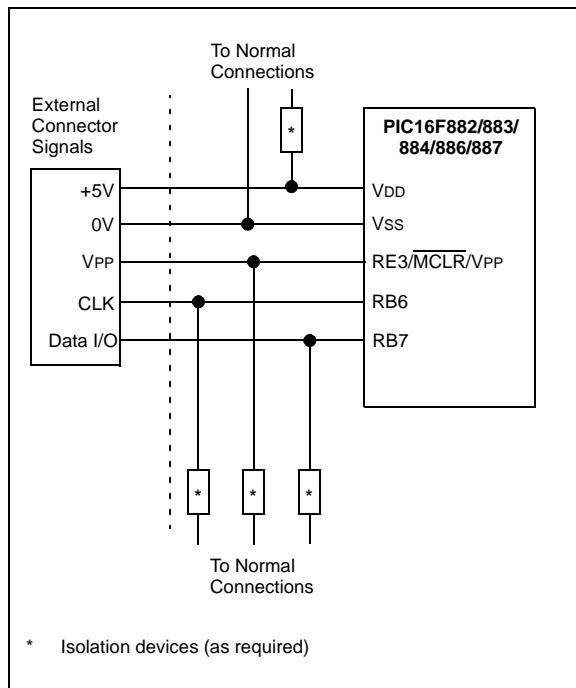 To Normal
Connections
External
Connector
Signals
*
PIC16F882/883/
884/886/887
+5V
VDD
0V
VSS
VPP
RE3/MCLR/VPP
CLK
RB6
Data I/O
RB7
* * *
To Normal
Connections
* Isolation devices (as required)